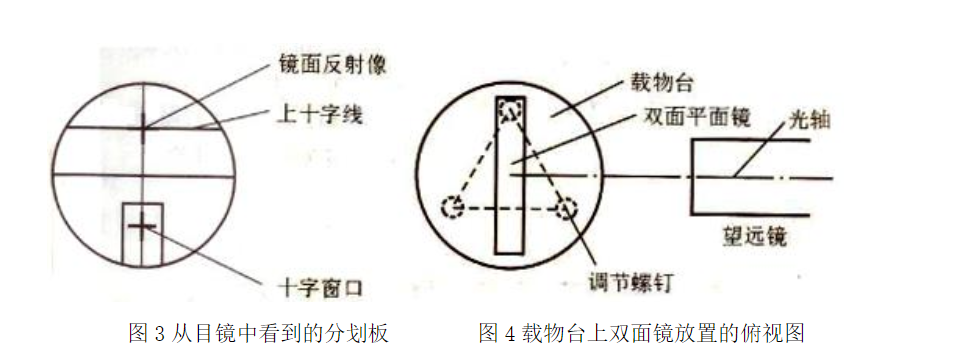 镜面反射像
上十字线
十字窗口
载物台
双面平面镜
光轴
望远镜
调节螺钉
图 3 从目镜中看到的分划板
图 4 载物台上双面镜放置的俯视图